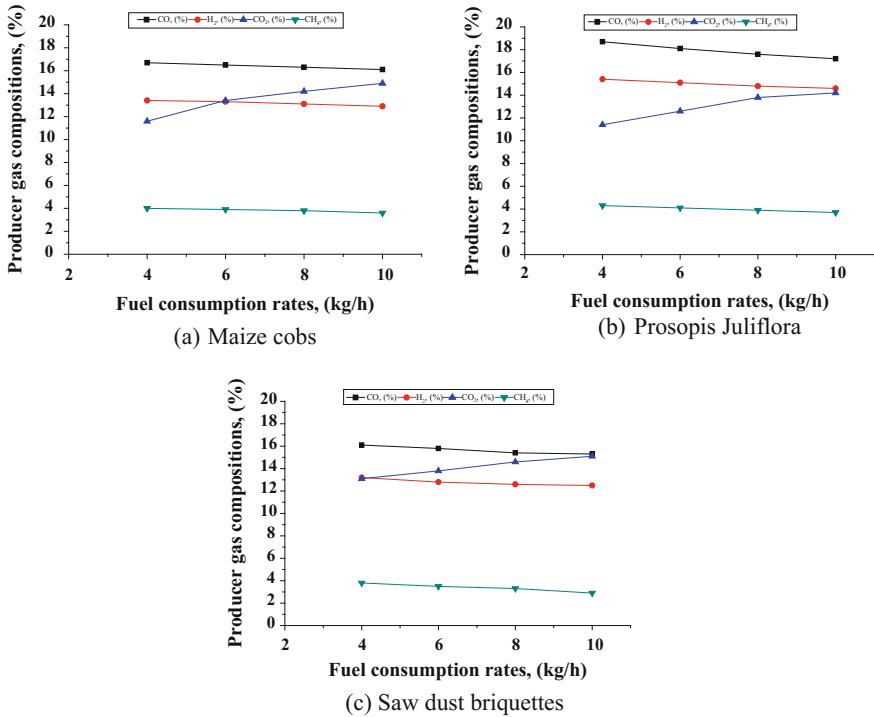 CO, (%) H₂, (%) CO₂, (%) CH₄, (%)
20
18
16
14
12
10
8
6
4
2
0
Producer gas compositions, (%)
2 4 6 8 10
Fuel consumption rates, (kg/h)
(a) Maize cobs
CO, (%) H₂, (%) CO₂, (%) CH₄, (%)
20
18
16
14
12
10
8
6
4
2
0
Producer gas compositions, (%)
2 4 6 8 10
Fuel consumption rates, (kg/h)
(b) Prosopis Juliflora
CO, (%) H₂, (%) CO₂, (%) CH₄, (%)
20
18
16
14
12
10
8
6
4
2
0
Producer gas compositions, (%)
2 4 6 8 10
Fuel consumption rates, (kg/h)
(c) Saw dust briquettes